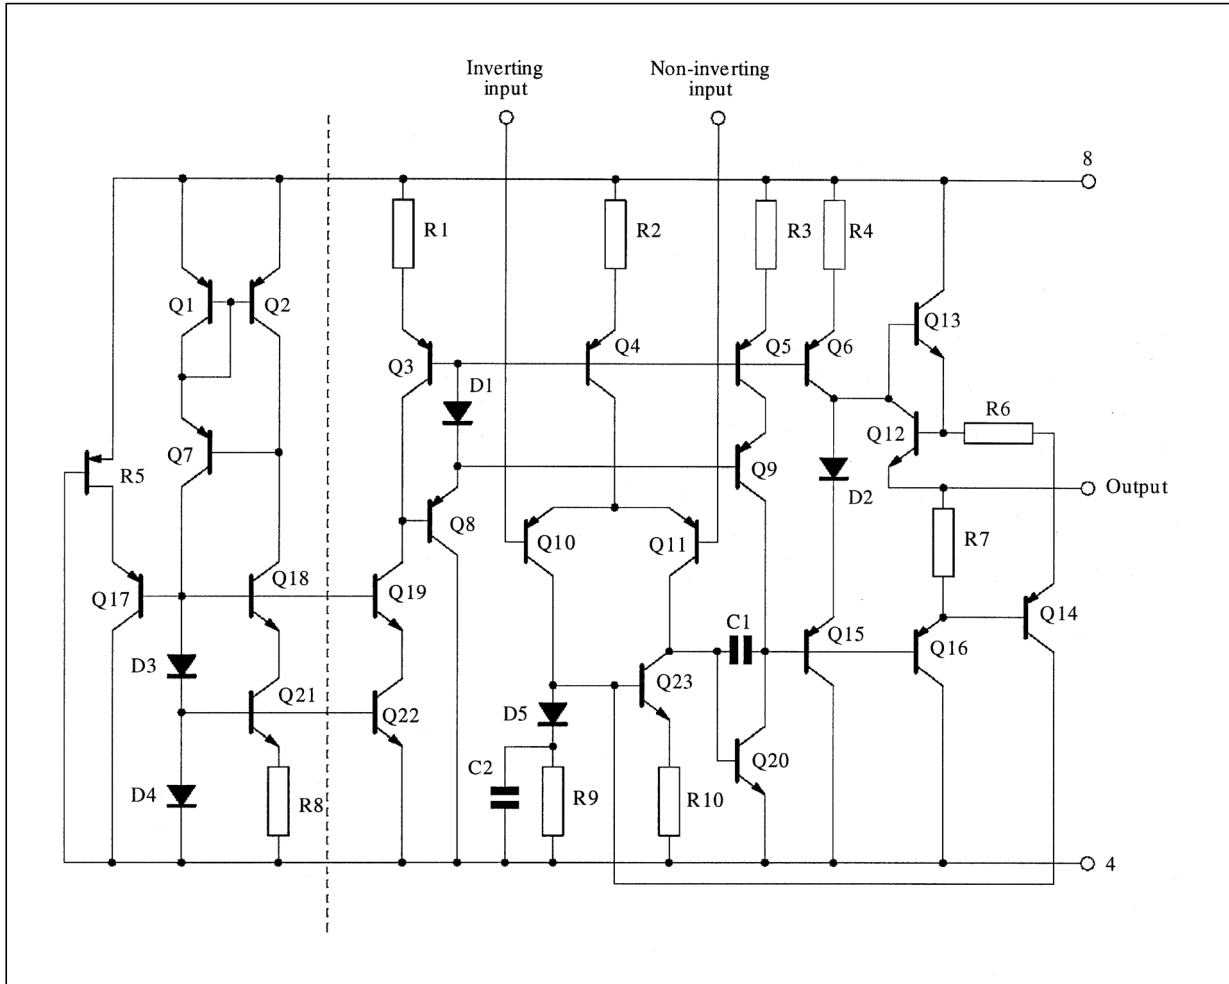 Inverting
input
Non-inverting
input
8
R1
R2
R3
R4
Q1
Q2
Q13
Q3
Q4
Q5
Q6
D1
R6
Q7
Q12
R5
Q9
D2
Output
Q8
Q10
Q11
R7
Q17
Q18
Q19
Q14
C1
Q15
Q16
D3
Q21
Q23
Q22
D5
Q20
C2
D4
R8
R9
R10
4